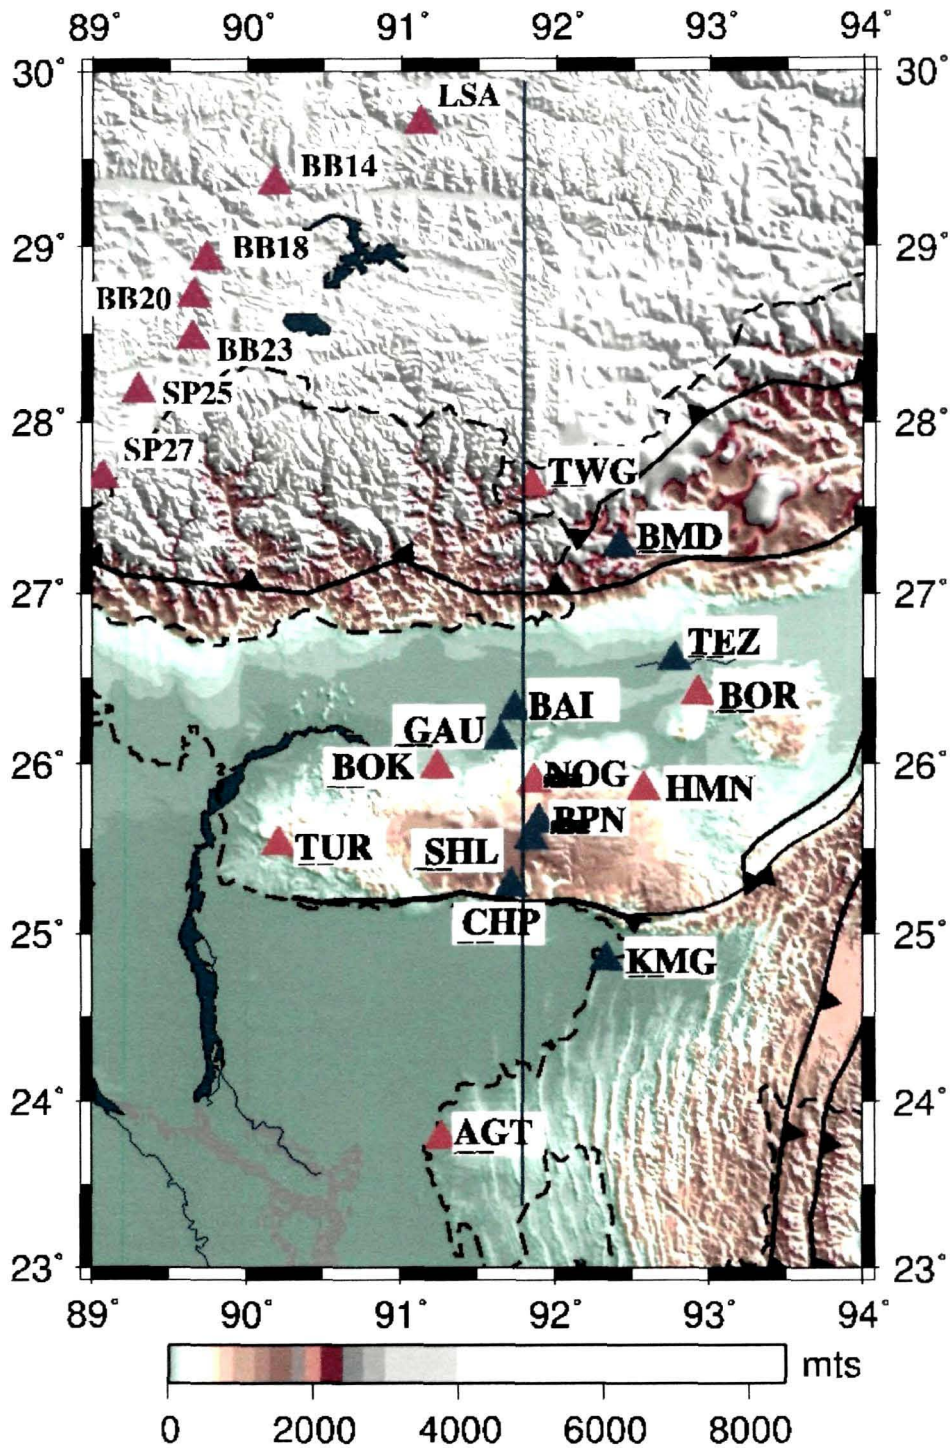 89° 90° 91° 92° 93° 94°
30° 30°
LSA
BB14
29° 29°
BB18
BB20
BB23
SP25
28° 28°
SP27
TWG
BMD
27° 27°
TEZ
BOR
BAI
GAU
26° 26°
BOK
NOG
HMN
BPN
TUR
SHL
CHP
25° 25°
KMG
24° 24°
AGT
23° 23°
89° 90° 91° 92° 93° 94°
mts
0 2000 4000 6000 8000